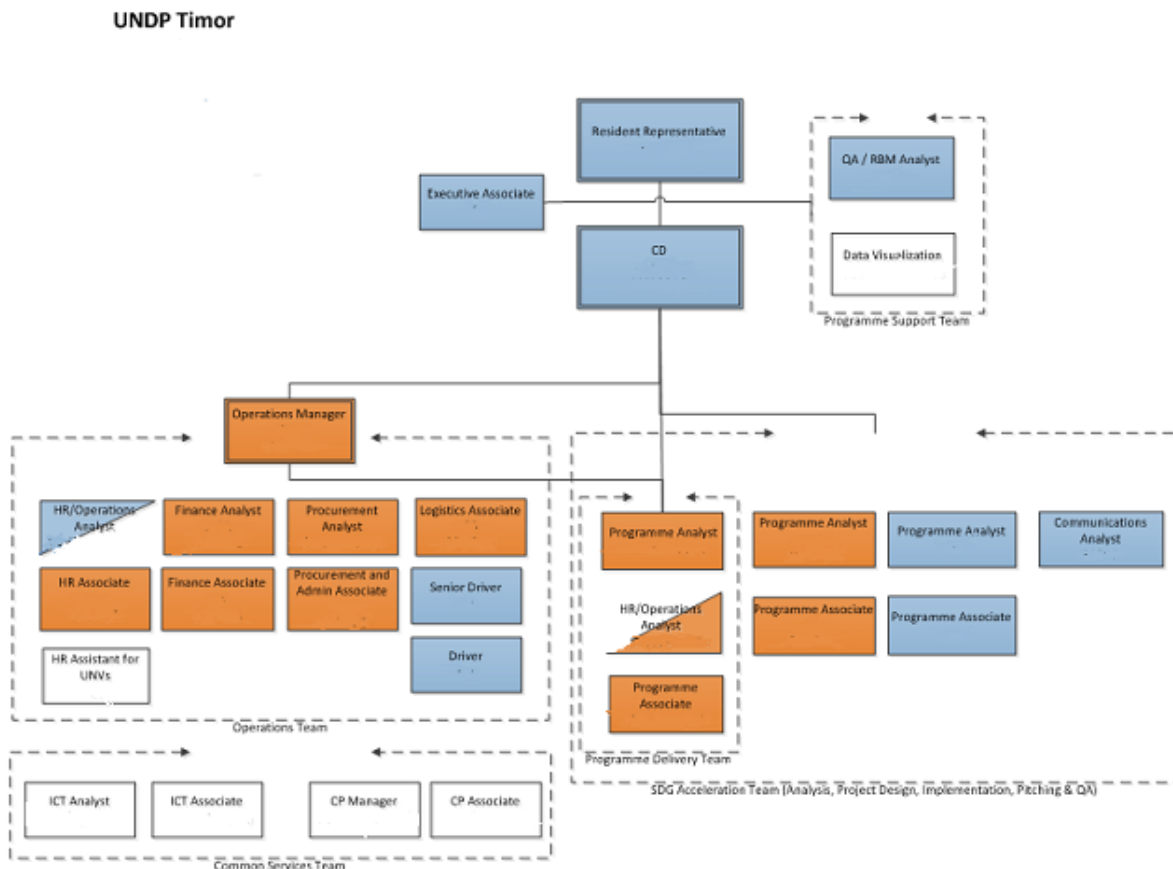 UNDP Timor
Resident Representative
QA / RBM Analyst
Executive Associate
CD
Data Visualization
Programme Support Team
Operations Manager
HR/Operations
Analyst
Finance Analyst
Procurement
Analyst
Logistics Associate
Programme Analyst
Programme Analyst
Programme Analyst
Communications
Analyst
HR Associate
Finance Associate
Procurement and
Admin Associate
Senior Driver
HR/Operations
Analyst
Programme Associate
Programme Associate
HR Assistant for
UNVs
Driver
Programme
Associate
Operations Team
Programme Delivery Team
SDG Acceleration Team (Analysis, Project Design, Implementation, Pitching & QA)
ICT Analyst
ICT Associate
CP Manager
CP Associate
Common Services Team